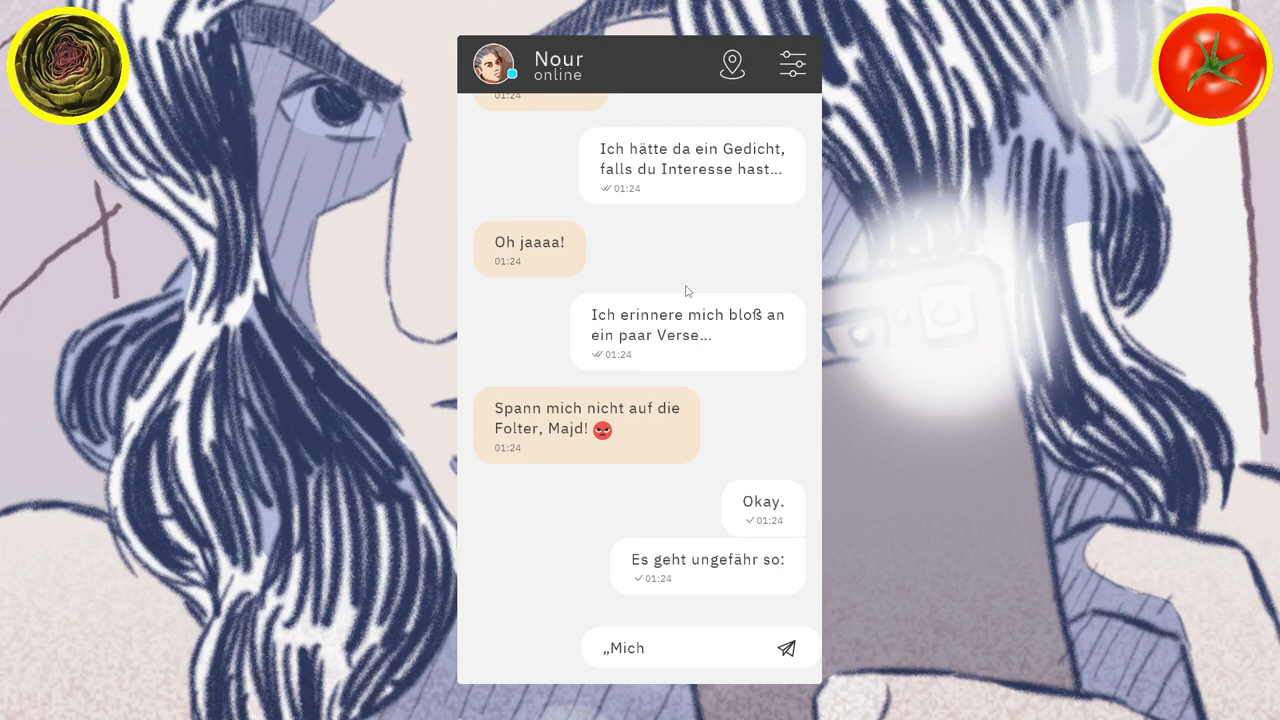 Nour
online
01:24
Ich hätte da ein Gedicht,
falls du Interesse hast...
01:24
Oh jaaaa!
01:24
Ich erinnere mich bloß an
ein paar Verse...
01:24
Spann mich nicht auf die
Folter, Majd!
01:24
Okay.
01:24
Es geht ungefähr so:
01:24
„Mich